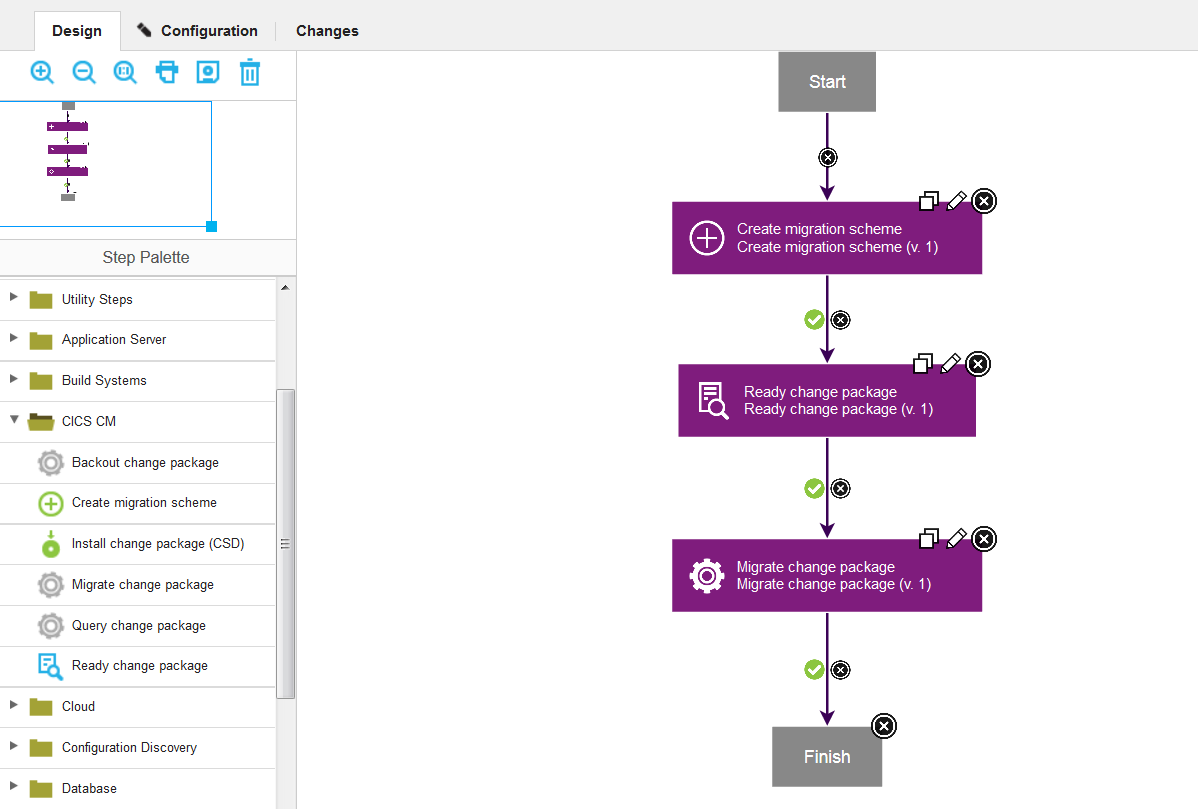 Design
Configuration
Changes
Step Palette
Utility Steps
Application Server
Build Systems
CICS CM
Backout change package
Create migration scheme
Install change package (CSD)
Migrate change package
Query change package
Ready change package
Cloud
Configuration Discovery
Database
Start
Create migration scheme
Create migration scheme (v. 1)
Ready change package
Ready change package (v. 1)
Migrate change package
Migrate change package (v. 1)
Finish